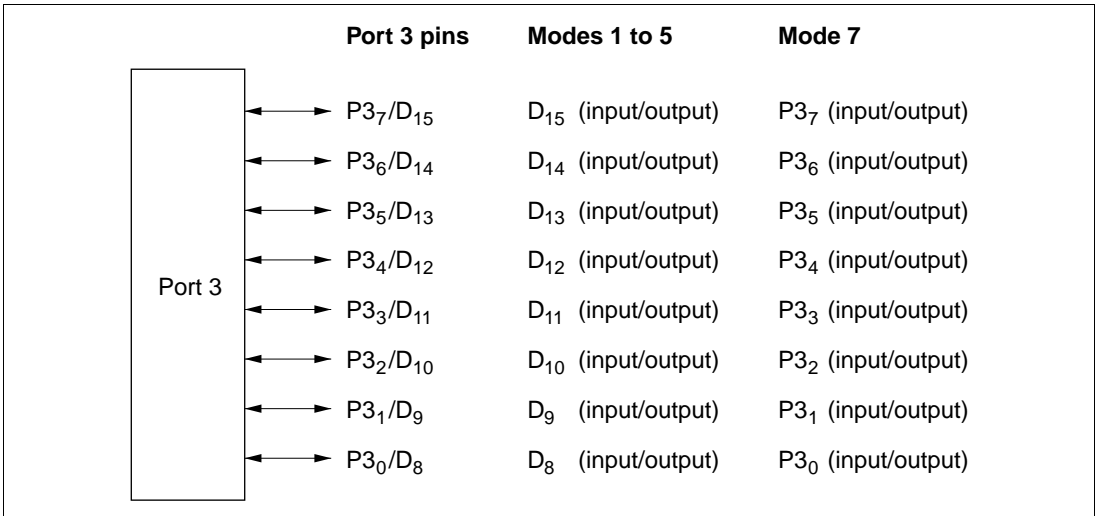 Port 3 pins Modes 1 to 5 Mode 7
P3₇/D₁₅ D₁₅ (input/output) P3₇ (input/output)
P3₆/D₁₄ D₁₄ (input/output) P3₆ (input/output)
P3₅/D₁₃ D₁₃ (input/output) P3₅ (input/output)
P3₄/D₁₂ D₁₂ (input/output) P3₄ (input/output)
Port 3
P3₃/D₁₁ D₁₁ (input/output) P3₃ (input/output)
P3₂/D₁₀ D₁₀ (input/output) P3₂ (input/output)
P3₁/D₉ D₉ (input/output) P3₁ (input/output)
P3₀/D₈ D₈ (input/output) P3₀ (input/output)